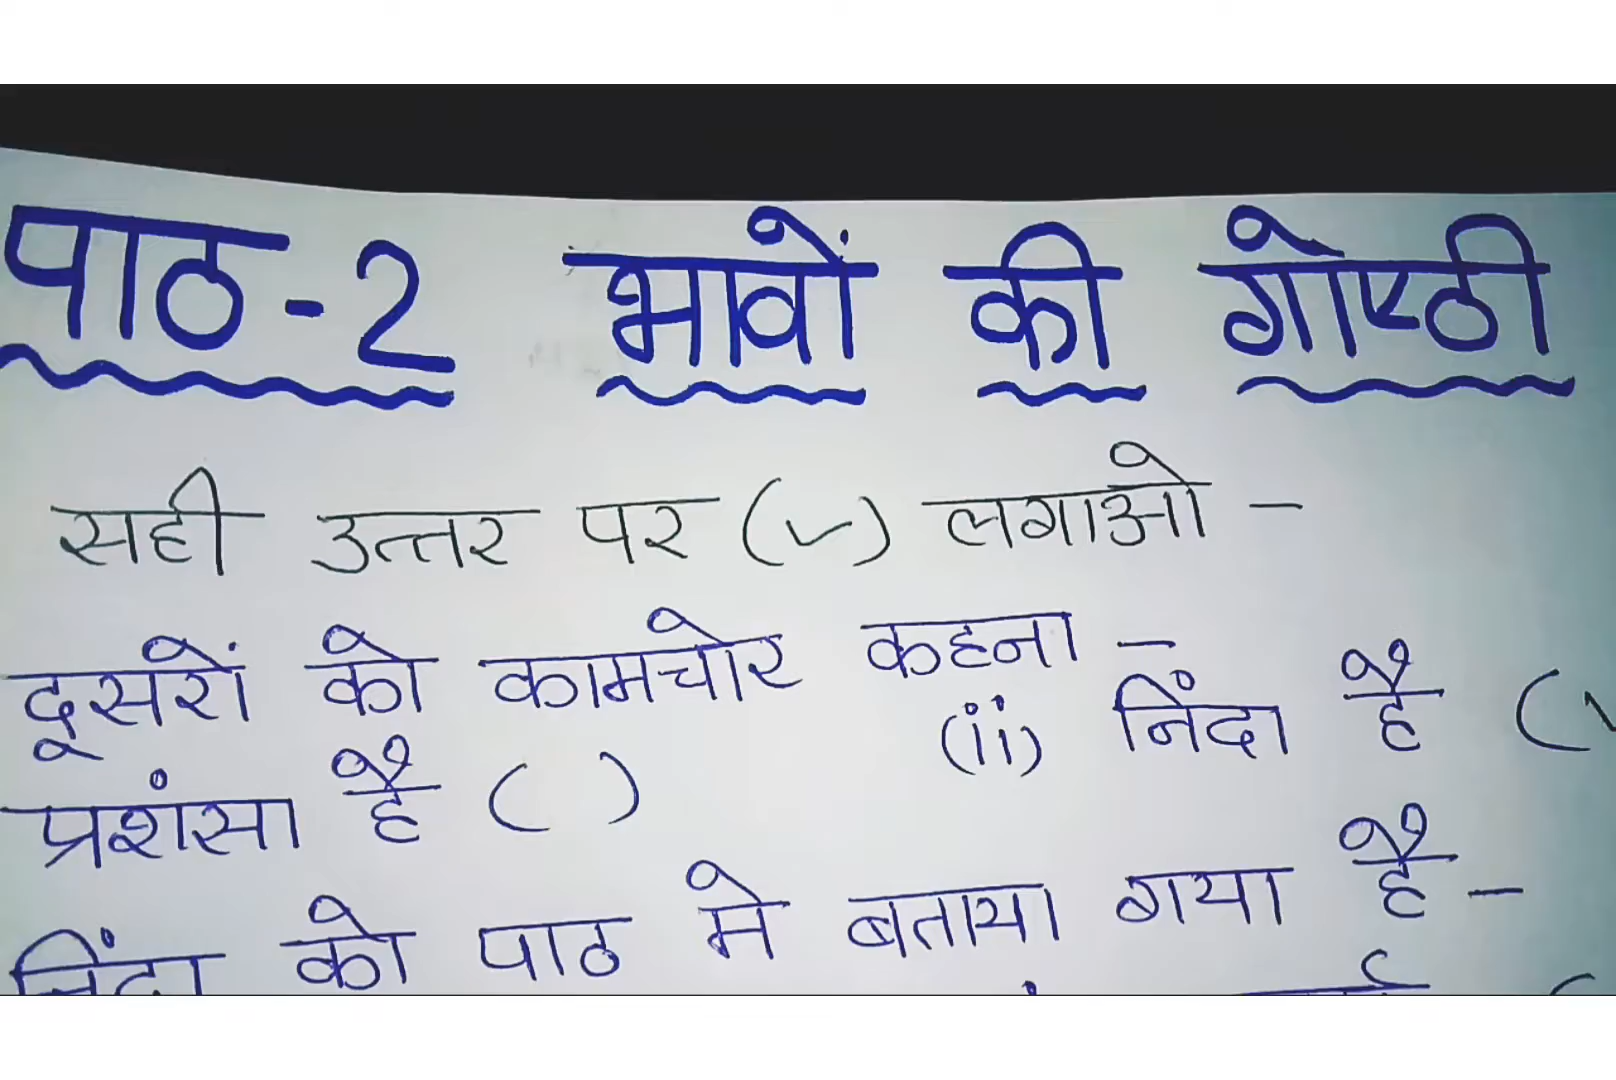 पाठ-2 भावों की गोष्ठी
सही उत्तर पर (✓) लगाओ -
दूसरों को कामचोर कहना -
प्रशंसा है ( ) (ii) निंदा है (✓
निंदा को पाठ मे बताया गया है -